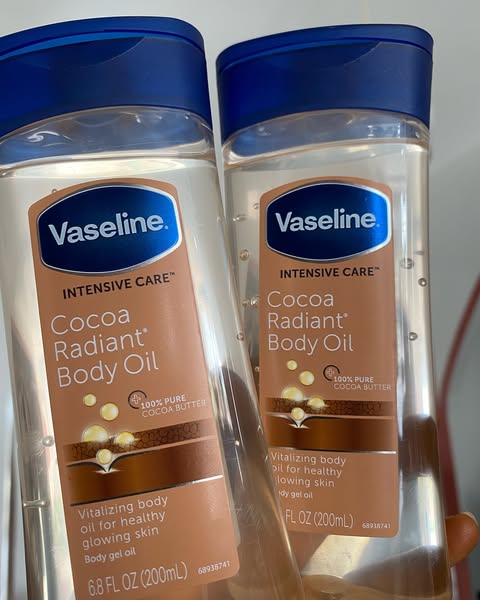 Vaseline.
INTENSIVE CARE™
Cocoa
Radiant®
Body Oil
100% PURE
COCOA BUTTER
Vitalizing body
oil for healthy
glowing skin
Body gel oil
6.8 FL OZ (200mL)
68938741
Vaseline.
INTENSIVE CARE™
Cocoa
Radiant®
Body Oil
100% PURE
COCOA BUTTER
Vitalizing body
oil for healthy
glowing skin
Body gel oil
FL OZ (200mL)
68938741